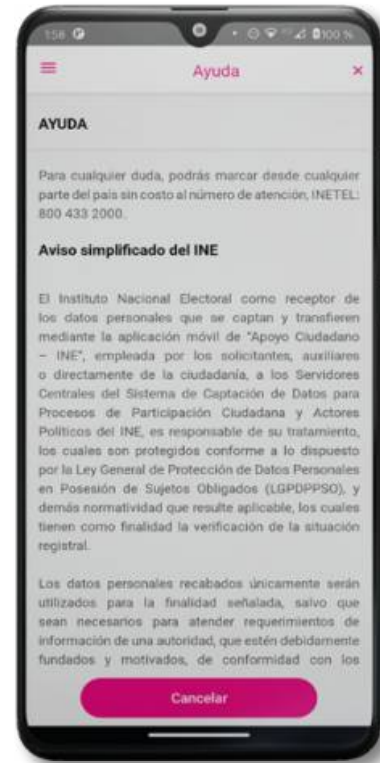 1:58 100 %
Ayuda ×
AYUDA
Para cualquier duda, podrás marcar desde cualquier
parte del país sin costo al número de atención, INETEL:
800 433 2000.
Aviso simplificado del INE
El Instituto Nacional Electoral como receptor de
los datos personales que se captan y transfieren
mediante la aplicación móvil de "Apoyo Ciudadano
– INE", empleada por los solicitantes, auxiliares
o directamente de la ciudadanía, a los Servidores
Centrales del Sistema de Captación de Datos para
Procesos de Participación Ciudadana y Actores
Políticos del INE, es responsable de su tratamiento,
los cuales son protegidos conforme a lo dispuesto
por la Ley General de Protección de Datos Personales
en Posesión de Sujetos Obligados (LGPDPPSO), y
demás normatividad que resulte aplicable, los cuales
tienen como finalidad la verificación de la situación
registral.
Los datos personales recabados únicamente serán
utilizados para la finalidad señalada, salvo que
sean necesarios para atender requerimientos de
información de una autoridad, que estén debidamente
fundados y motivados, de conformidad con los
Cancelar